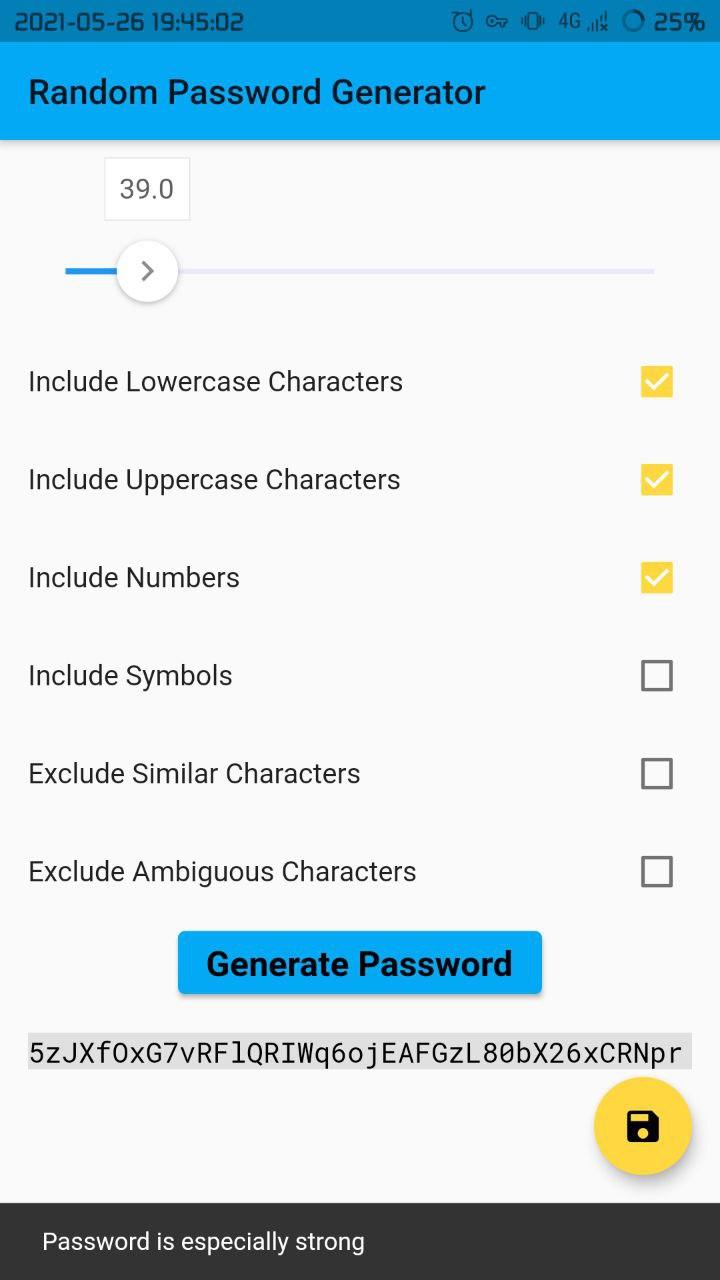 2021-05-26 19:45:02 4G 25%
Random Password Generator
39.0
Include Lowercase Characters
Include Uppercase Characters
Include Numbers
Include Symbols
Exclude Similar Characters
Exclude Ambiguous Characters
Generate Password
5zJXfOxG7vRFlQRIWq6ojEAFGzL80bX26xCRNpr
Password is especially strong